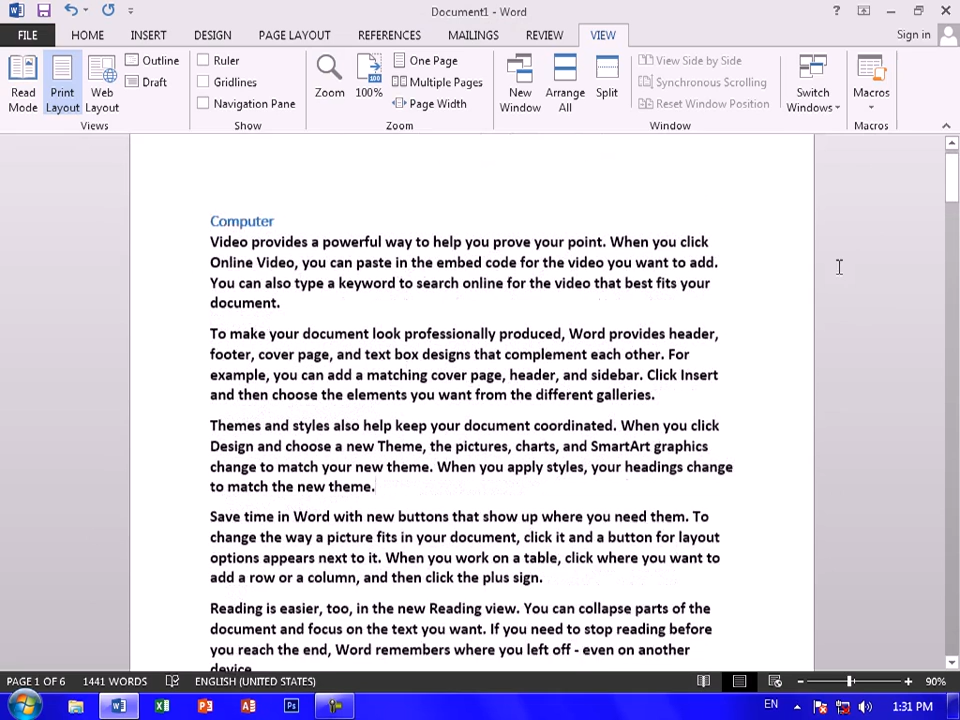 Document1 - Word
FILE HOME INSERT DESIGN PAGE LAYOUT REFERENCES MAILINGS REVIEW VIEW Sign in
Read Mode
Print Layout
Web Layout
Outline
Draft
Views
Ruler
Gridlines
Navigation Pane
Show
Zoom
100%
One Page
Multiple Pages
Page Width
Zoom
New Window
Arrange All
Split
View Side by Side
Synchronous Scrolling
Reset Window Position
Window
Switch Windows
Macros
Macros
Computer
Video provides a powerful way to help you prove your point. When you click
Online Video, you can paste in the embed code for the video you want to add.
You can also type a keyword to search online for the video that best fits your
document.
To make your document look professionally produced, Word provides header,
footer, cover page, and text box designs that complement each other. For
example, you can add a matching cover page, header, and sidebar. Click Insert
and then choose the elements you want from the different galleries.
Themes and styles also help keep your document coordinated. When you click
Design and choose a new Theme, the pictures, charts, and SmartArt graphics
change to match your new theme. When you apply styles, your headings change
to match the new theme.
Save time in Word with new buttons that show up where you need them. To
change the way a picture fits in your document, click it and a button for layout
options appears next to it. When you work on a table, click where you want to
add a row or a column, and then click the plus sign.
Reading is easier, too, in the new Reading view. You can collapse parts of the
document and focus on the text you want. If you need to stop reading before
you reach the end, Word remembers where you left off - even on another
device.
PAGE 1 OF 6 1441 WORDS ENGLISH (UNITED STATES) 90%
EN 1:31 PM